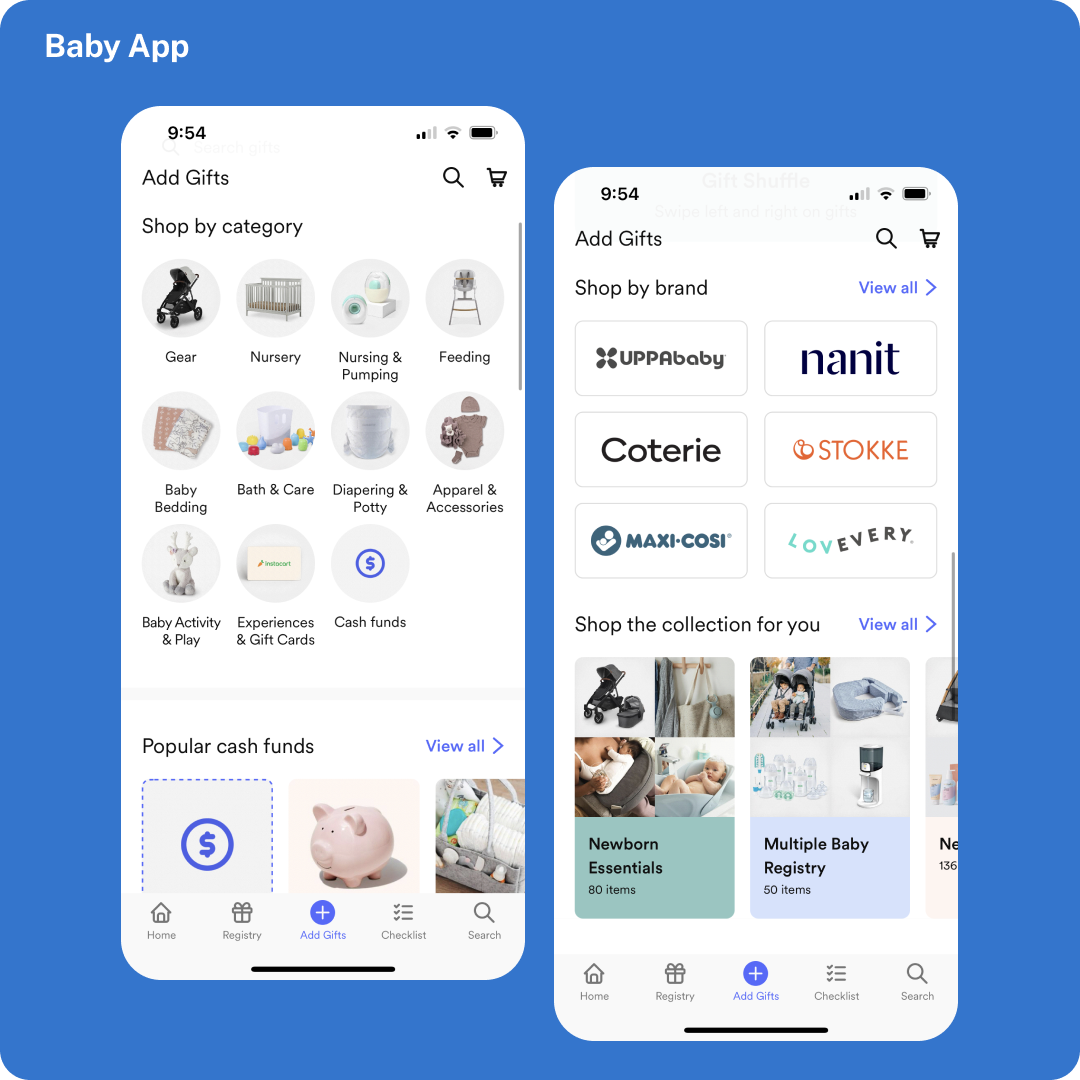 Baby App
9:54
Search gifts
Add Gifts
Shop by category
Gear
Nursery
Nursing &
Pumping
Feeding
Baby
Bedding
Bath & Care
Diapering &
Potty
Apparel &
Accessories
Baby Activity
& Play
instacart
Experiences
& Gift Cards
$
Cash funds
Popular cash funds
View all
$
Home
Registry
Add Gifts
Checklist
Search
Gift Shuffle
9:54
Swipe left and right on gifts
Add Gifts
Shop by brand
View all
UPPAbaby
nanit
Coterie
STOKKE
MAXI·COSI®
LOVEVERY.
Shop the collection for you
View all
Newborn
Essentials
80 items
Multiple Baby
Registry
50 items
Ne
136
Home
Registry
Add Gifts
Checklist
Search